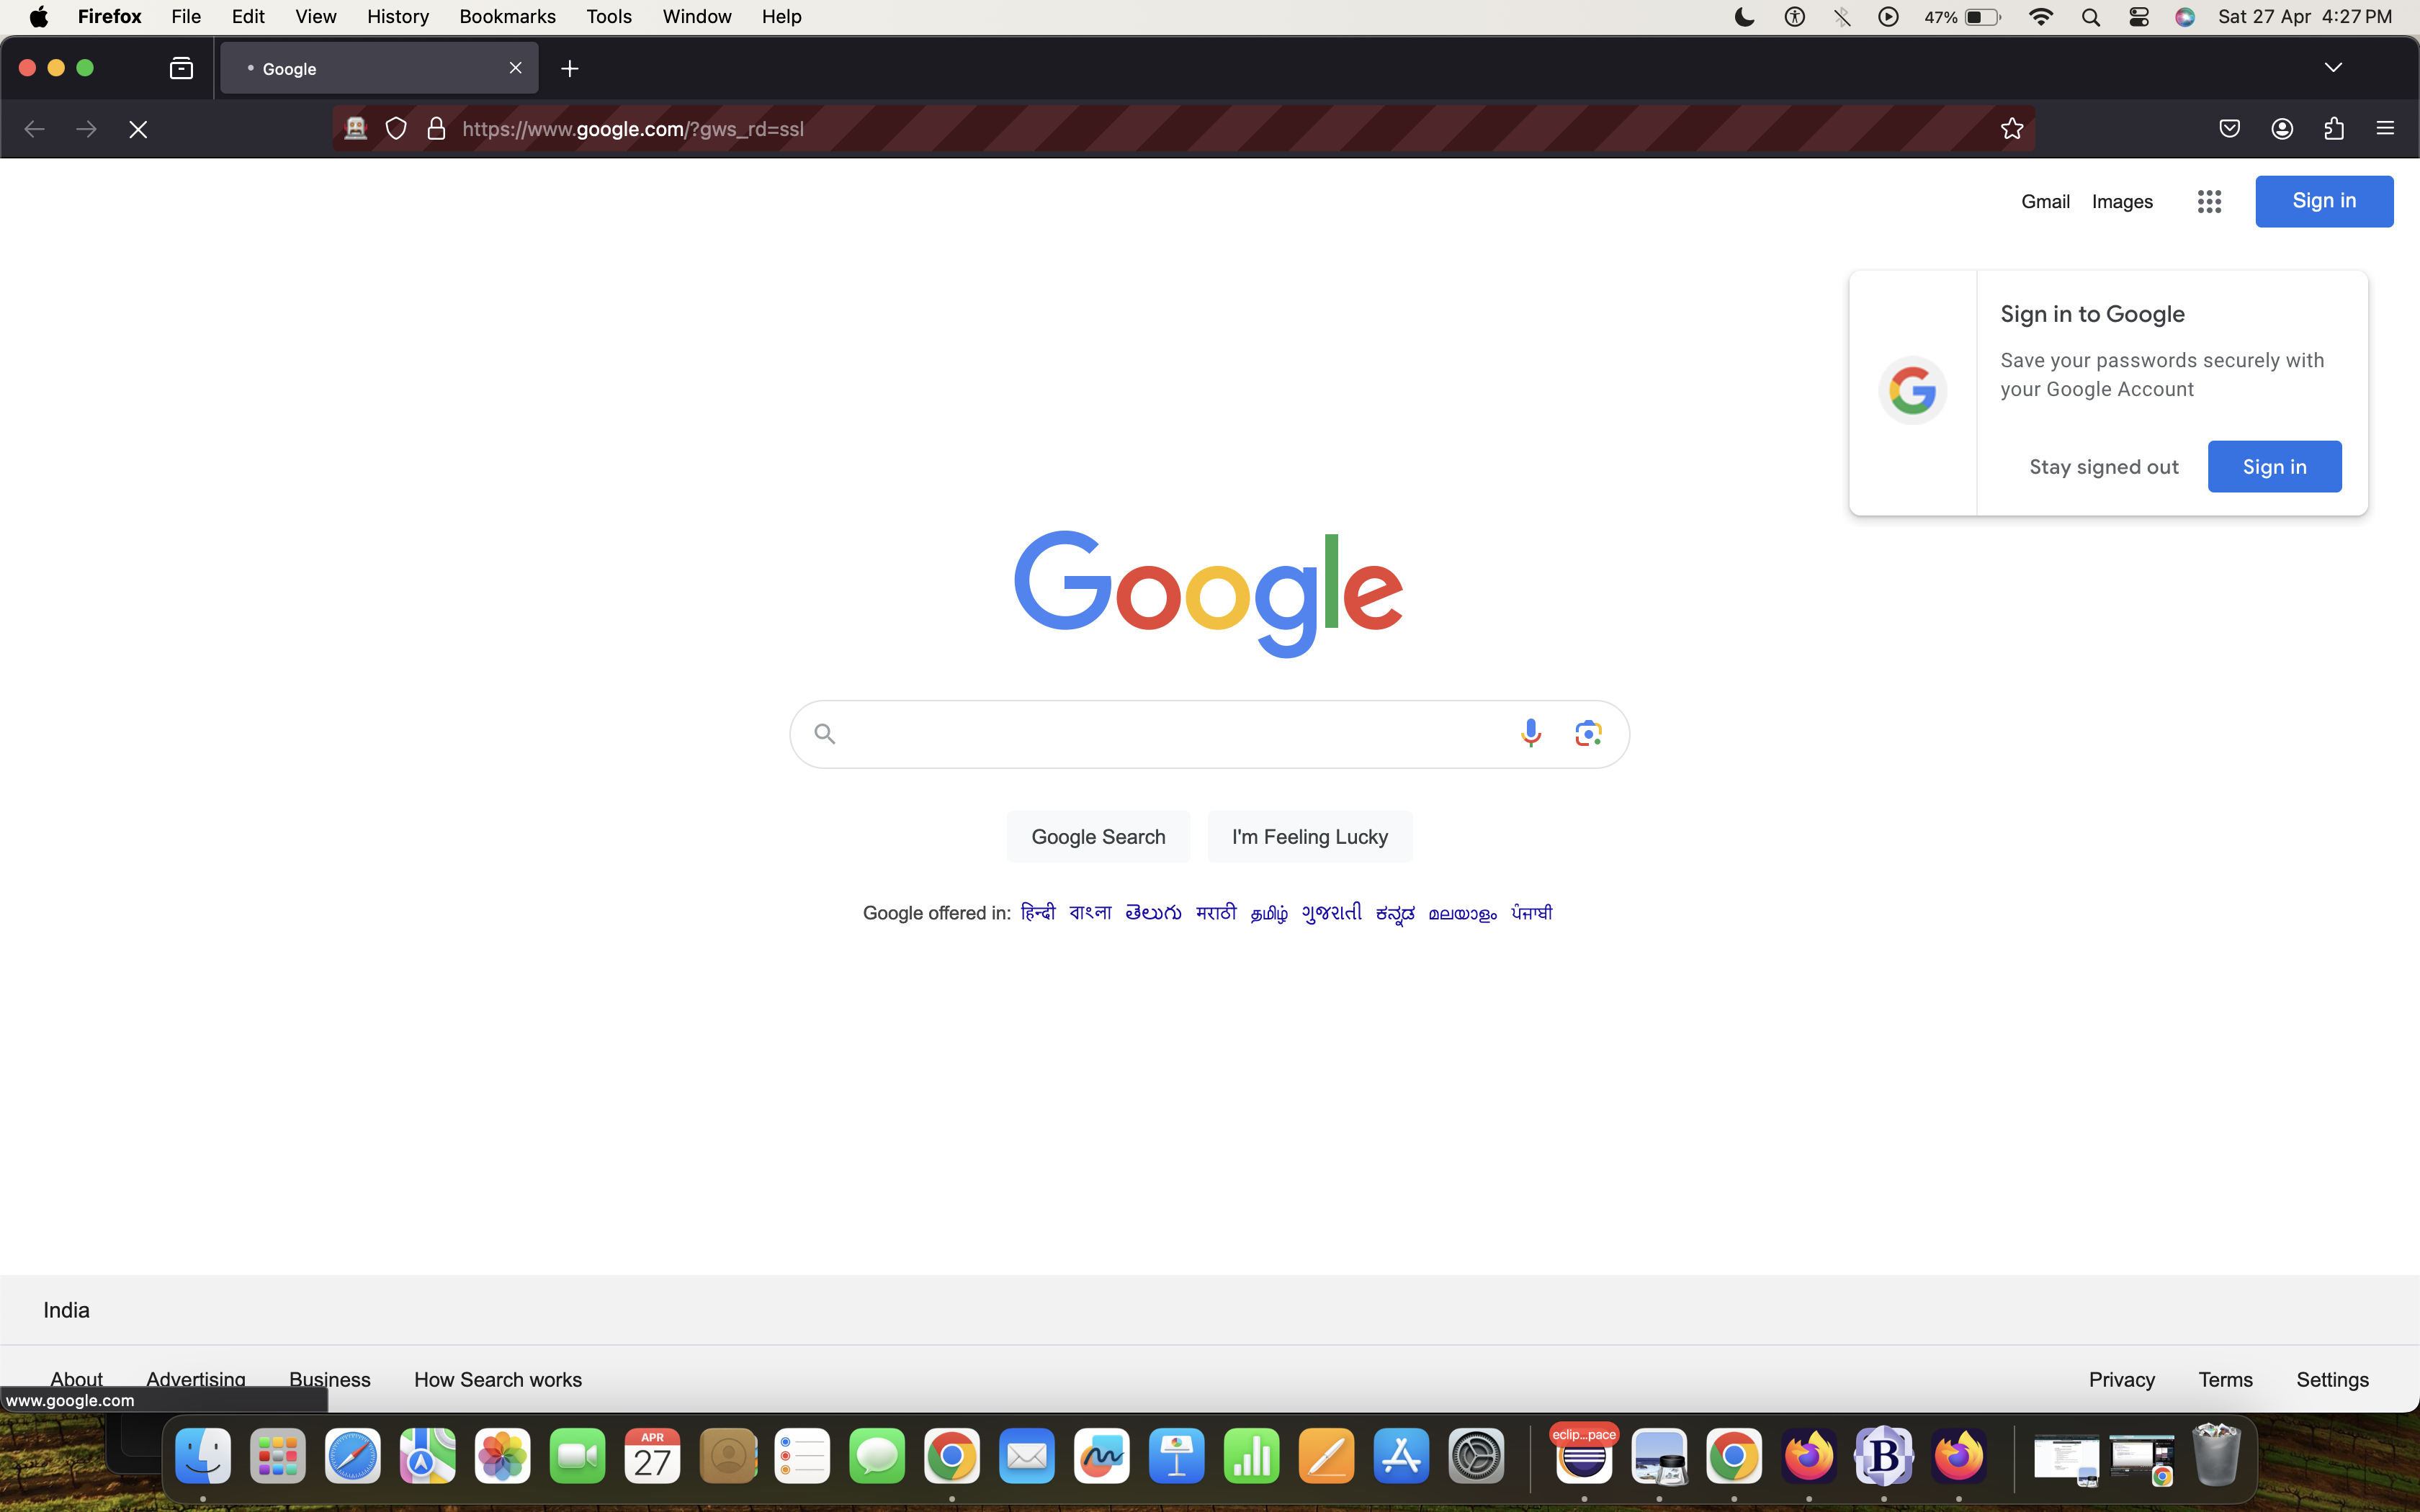 Firefox File Edit View History Bookmarks Tools Window Help 47% Sat 27 Apr 4:27 PM
Google
https://www.google.com/?gws_rd=ssl
Gmail Images Sign in
Sign in to Google
Save your passwords securely with
your Google Account
Stay signed out Sign in
Google
Google Search I'm Feeling Lucky
Google offered in: हिन्दी বাংলা తెలుగు मराठी தமிழ் ગુજરાતી ಕನ್ನಡ മലയാളം ਪੰਜਾਬੀ
India
About Advertising Business How Search works Privacy Terms Settings
www.google.com
APR
27
eclip...pace
B